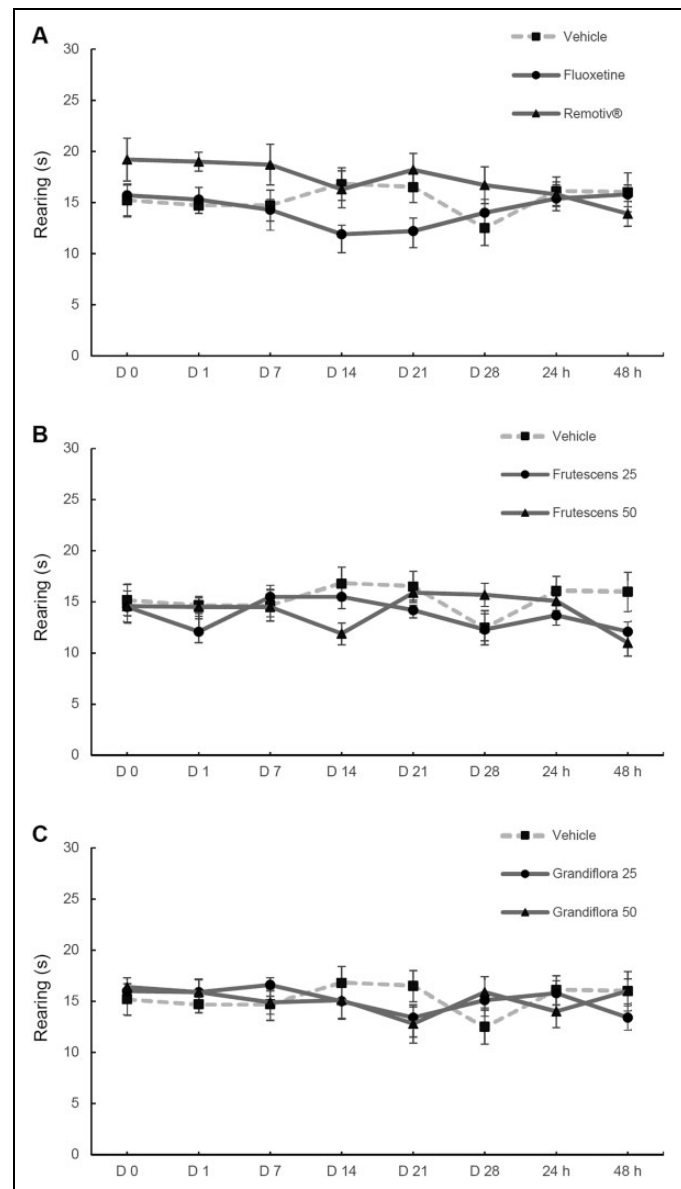 A
Vehicle
Fluoxetine
Remotiv®
Rearing (s)
30
25
20
15
10
5
0
D 0 D 1 D 7 D 14 D 21 D 28 24 h 48 h
B
Vehicle
Frutescens 25
Frutescens 50
Rearing (s)
30
25
20
15
10
5
0
D 0 D 1 D 7 D 14 D 21 D 28 24 h 48 h
C
Vehicle
Grandiflora 25
Grandiflora 50
Rearing (s)
30
25
20
15
10
5
0
D 0 D 1 D 7 D 14 D 21 D 28 24 h 48 h